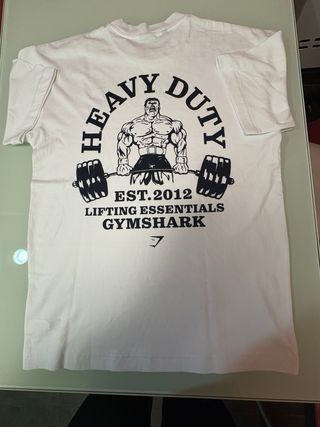 HEAVY DUTY
EST.2012
LIFTING ESSENTIALS
GYMSHARK